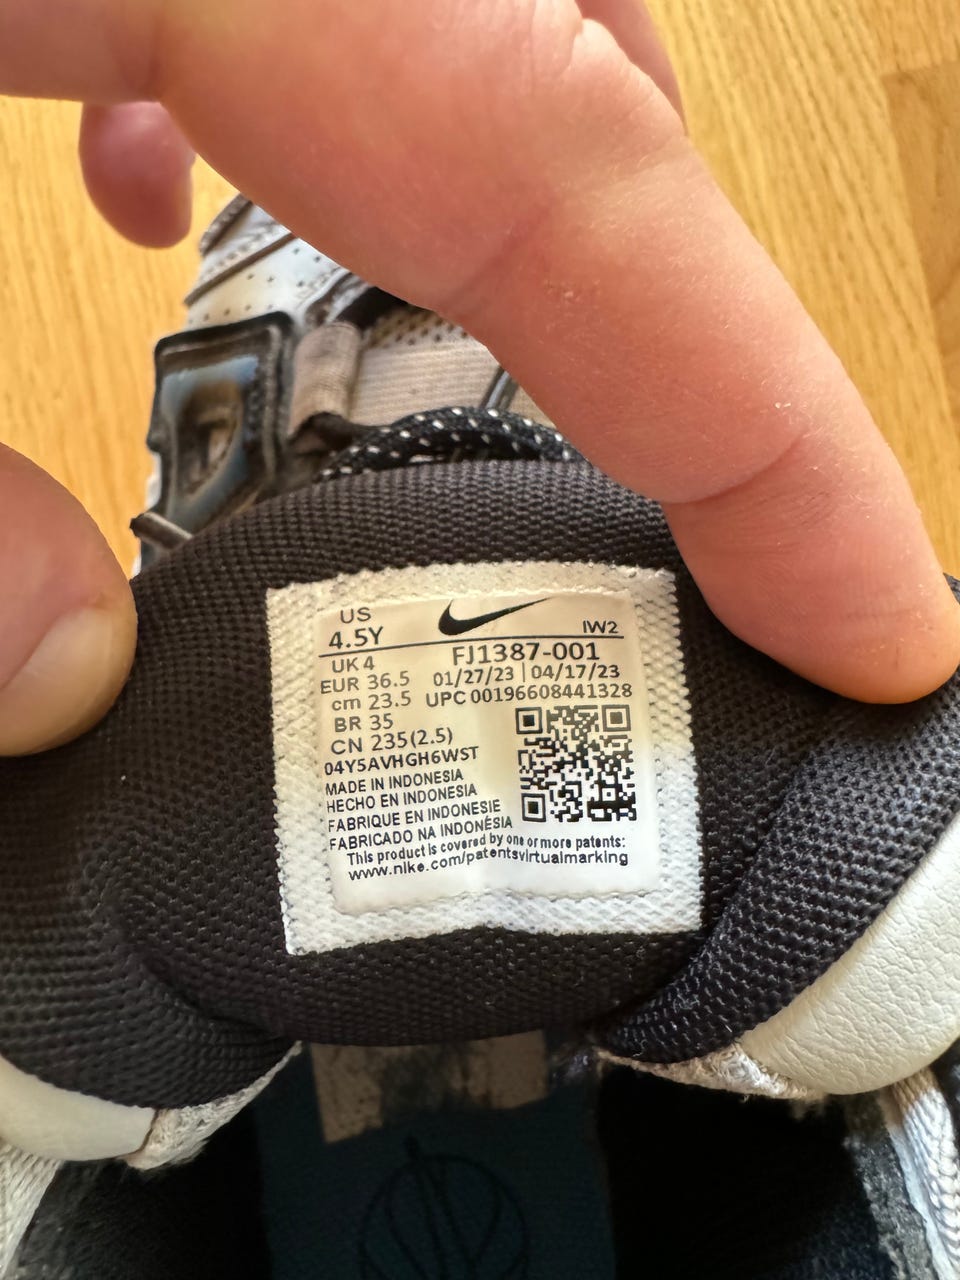 US
4.5Y
IW2
UK 4
FJ1387-001
EUR 36.5
01/27/23 | 04/17/23
cm 23.5
UPC 00196608441328
BR 35
CN 235(2.5)
04Y5AVHGH6WST
MADE IN INDONESIA
HECHO EN INDONESIA
FABRIQUE EN INDONESIE
FABRICADO NA INDONÉSIA
This product is covered by one or more patents:
www.nike.com/patentsvirtualmarking